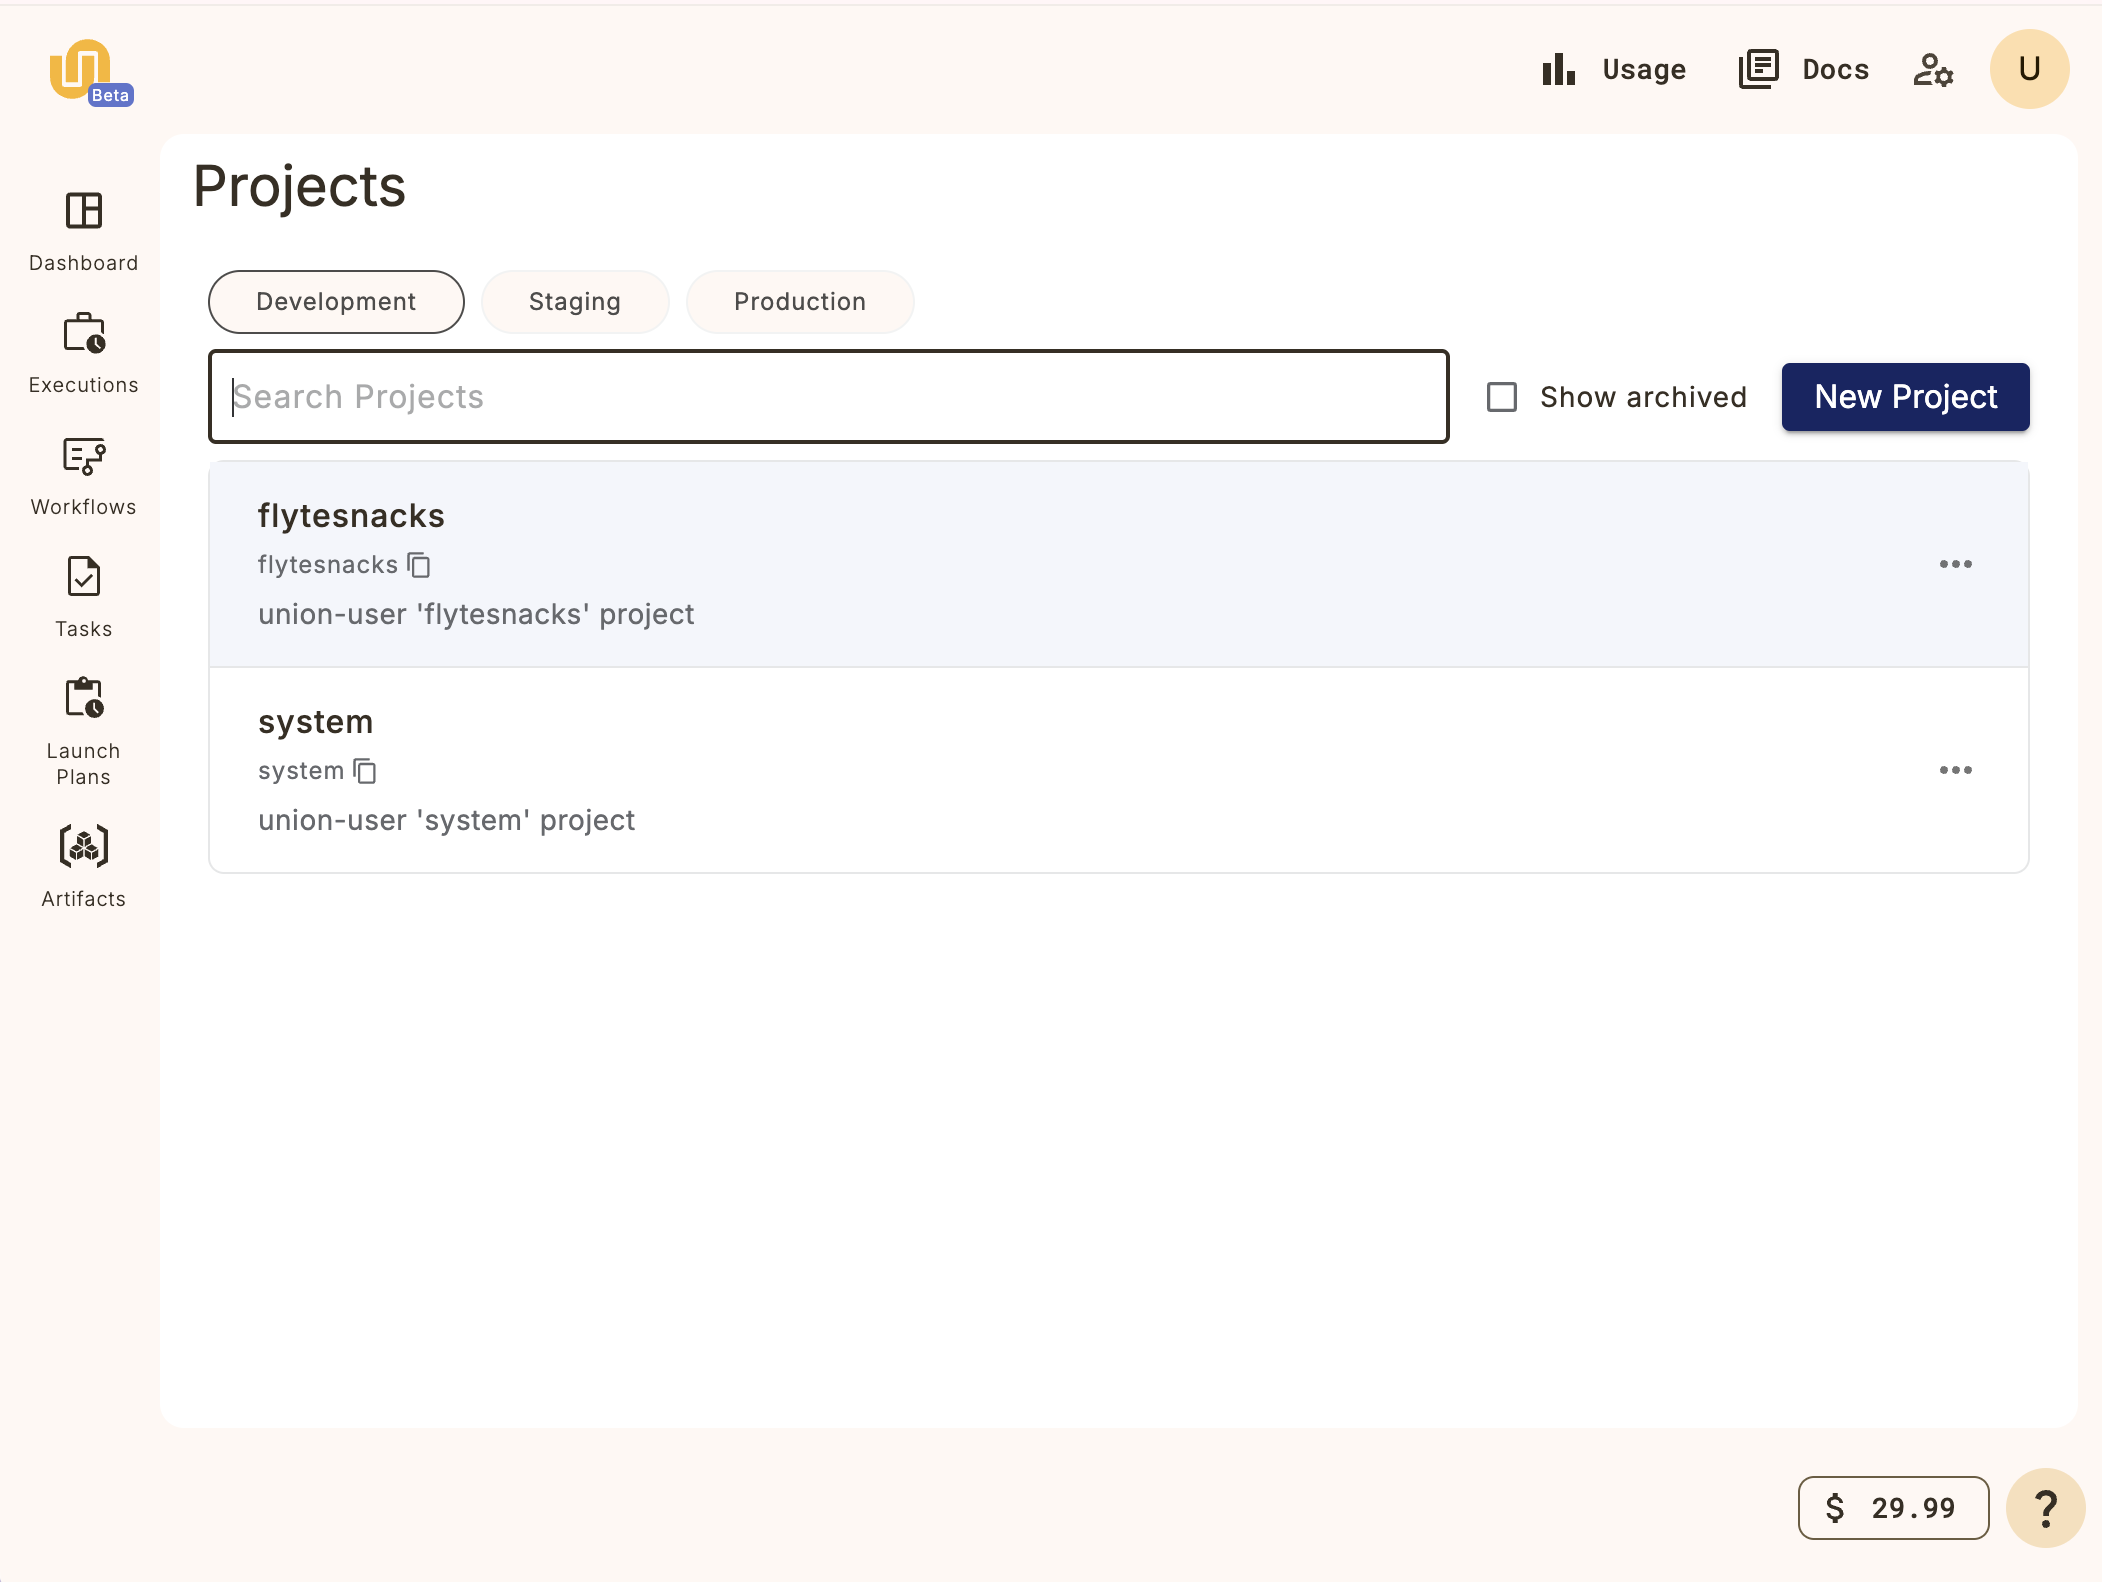 Beta
Usage
Docs
U
Dashboard
Executions
Workflows
Tasks
Launch
Plans
Artifacts
Projects
Development
Staging
Production
Search Projects
Show archived
New Project
flytesnacks
flytesnacks
union-user 'flytesnacks' project
system
system
union-user 'system' project
$ 29.99
?